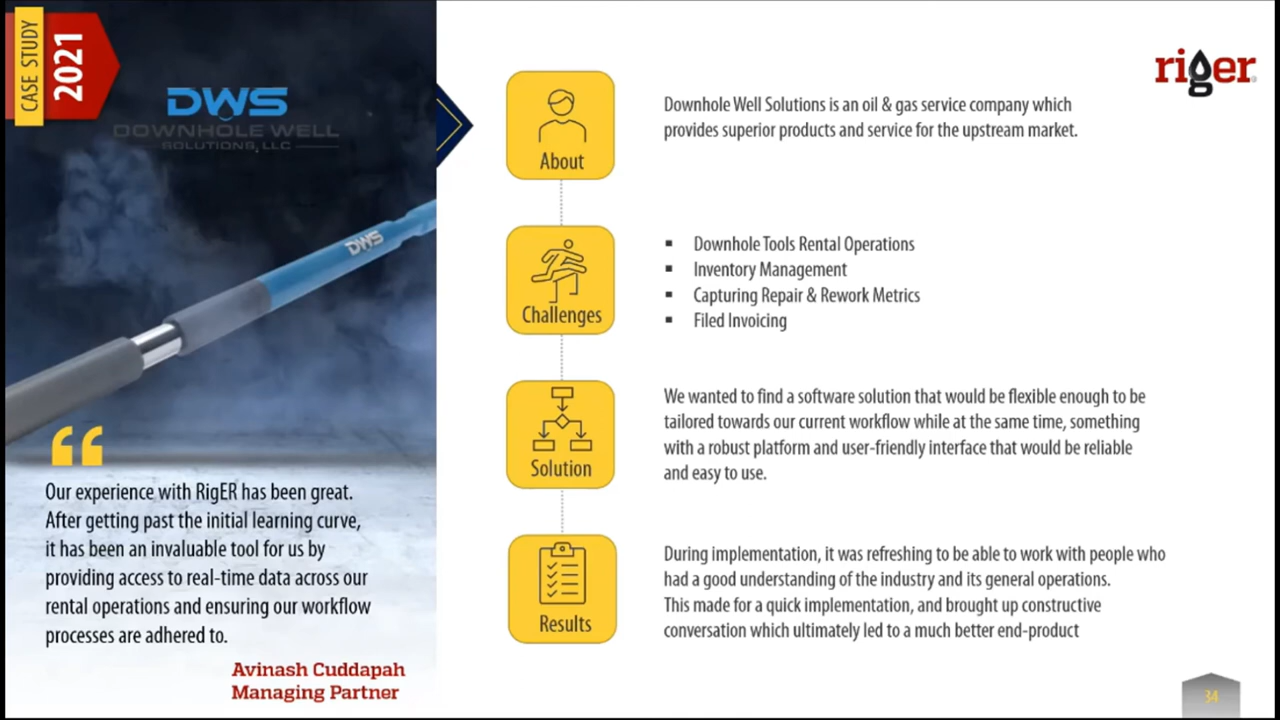 CASE STUDY
2021
DWS
DOWNHOLE WELL
SOLUTIONS, LLC
DWS
Our experience with RigER has been great.
After getting past the initial learning curve,
it has been an invaluable tool for us by
providing access to real-time data across our
rental operations and ensuring our workflow
processes are adhered to.
Avinash Cuddapah
Managing Partner
riger
About
Downhole Well Solutions is an oil & gas service company which
provides superior products and service for the upstream market.
Challenges
▪ Downhole Tools Rental Operations
▪ Inventory Management
▪ Capturing Repair & Rework Metrics
▪ Filed Invoicing
Solution
We wanted to find a software solution that would be flexible enough to be
tailored towards our current workflow while at the same time, something
with a robust platform and user-friendly interface that would be reliable
and easy to use.
Results
During implementation, it was refreshing to be able to work with people who
had a good understanding of the industry and its general operations.
This made for a quick implementation, and brought up constructive
conversation which ultimately led to a much better end-product
34